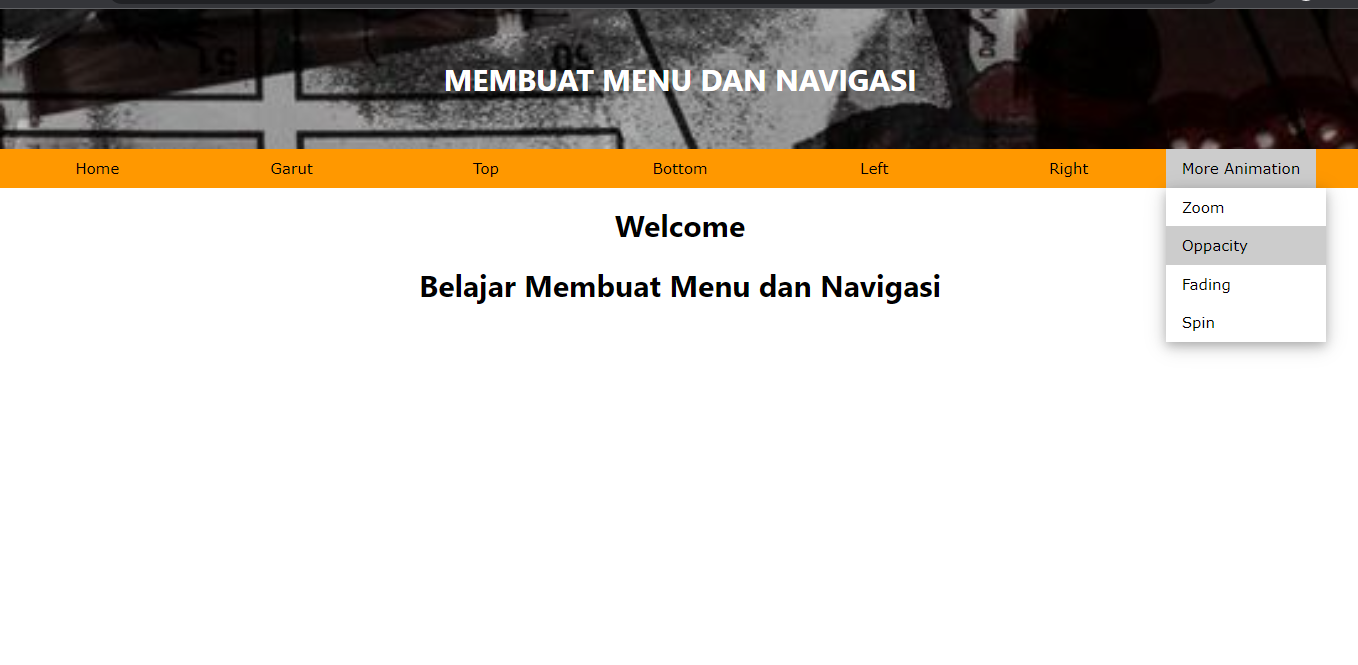 MEMBUAT MENU DAN NAVIGASI
Home Garut Top Bottom Left Right More Animation
Zoom
Oppacity
Fading
Spin
Welcome
Belajar Membuat Menu dan Navigasi